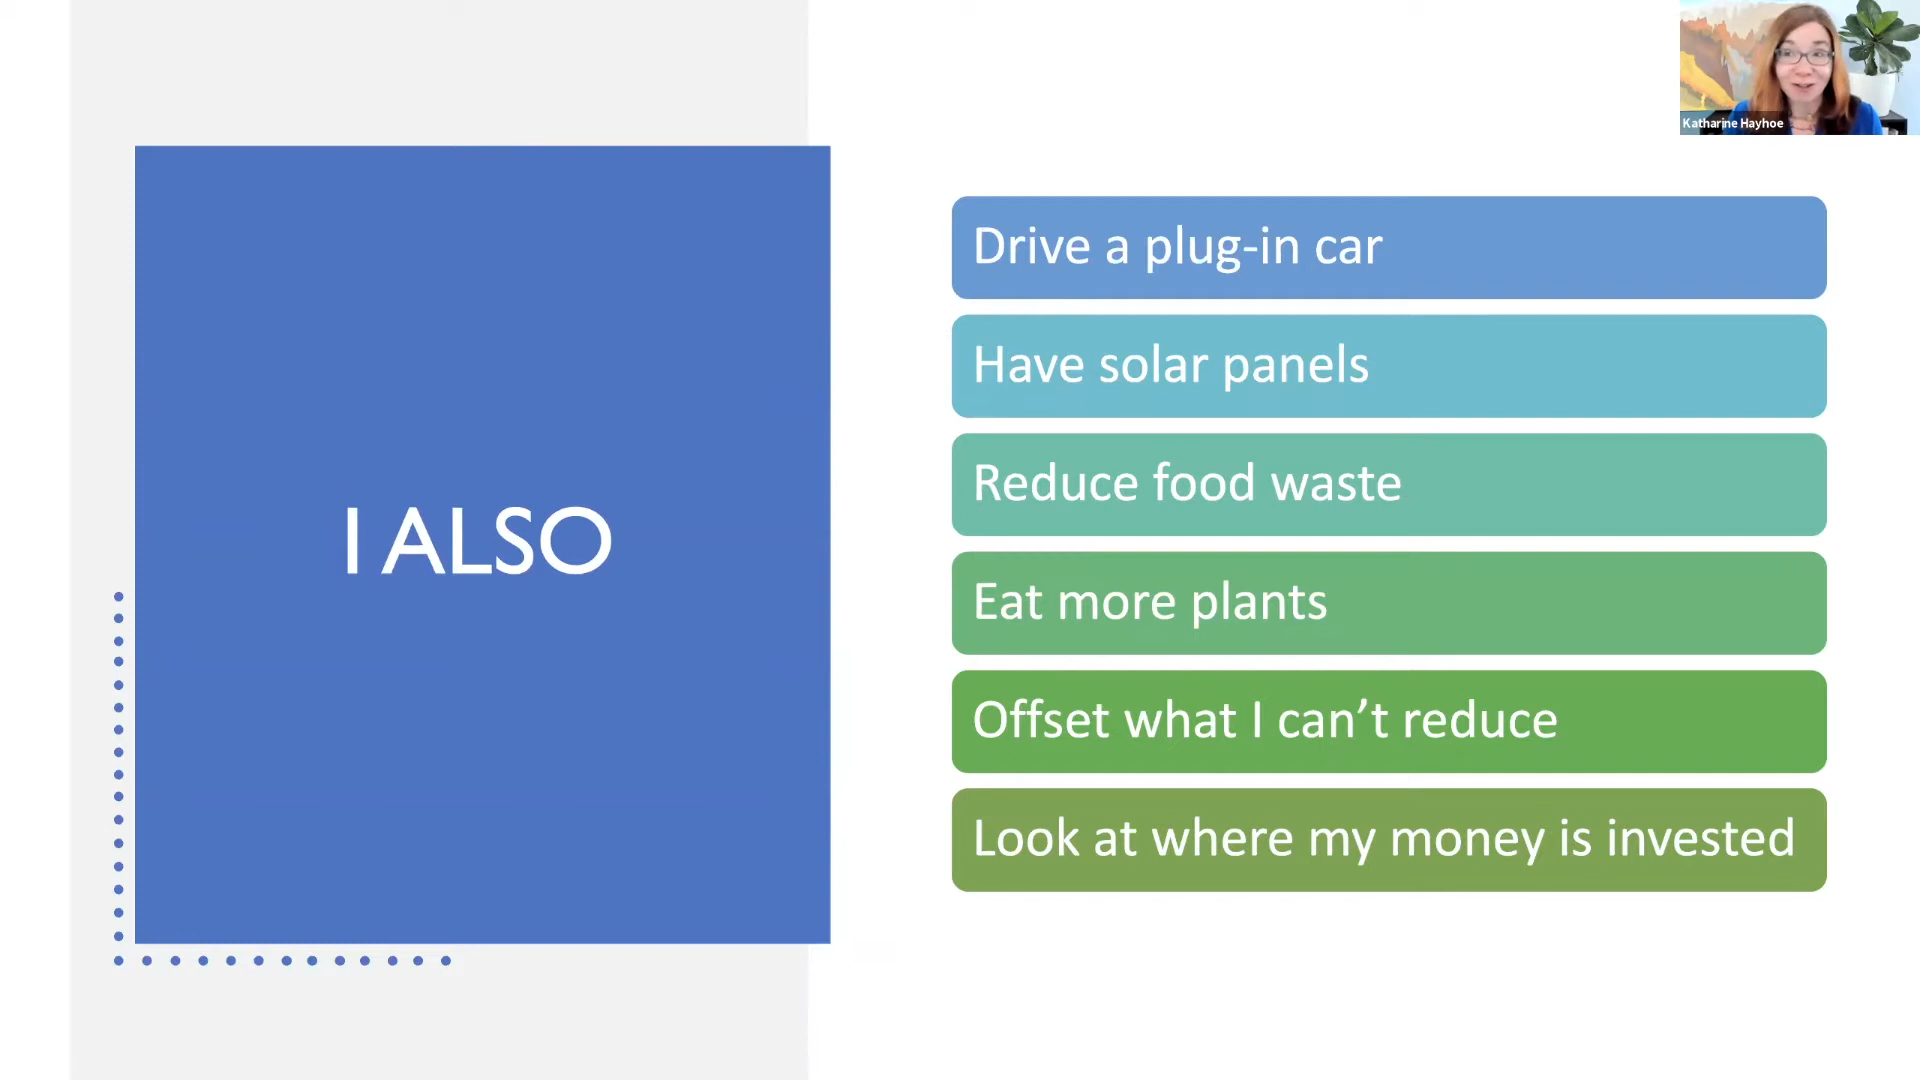 Katharine Hayhoe
I ALSO
Drive a plug-in car
Have solar panels
Reduce food waste
Eat more plants
Offset what I can’t reduce
Look at where my money is invested